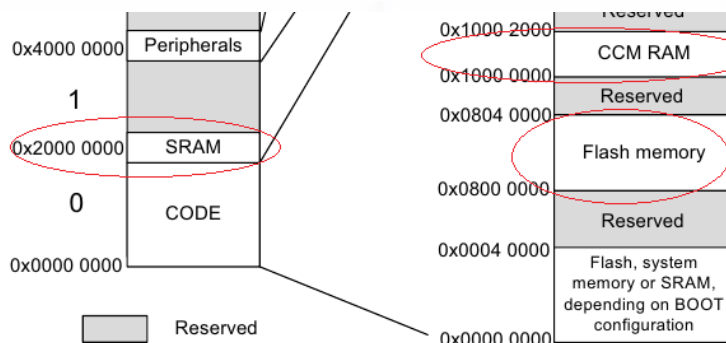 0x4000 0000
Peripherals
1
0x2000 0000
SRAM
0
CODE
0x0000 0000
Reserved
Reserved
0x1000 2000
CCM RAM
0x1000 0000
Reserved
0x0804 0000
Flash memory
0x0800 0000
Reserved
0x0004 0000
Flash, system
memory or SRAM,
depending on BOOT
configuration
0x0000 0000